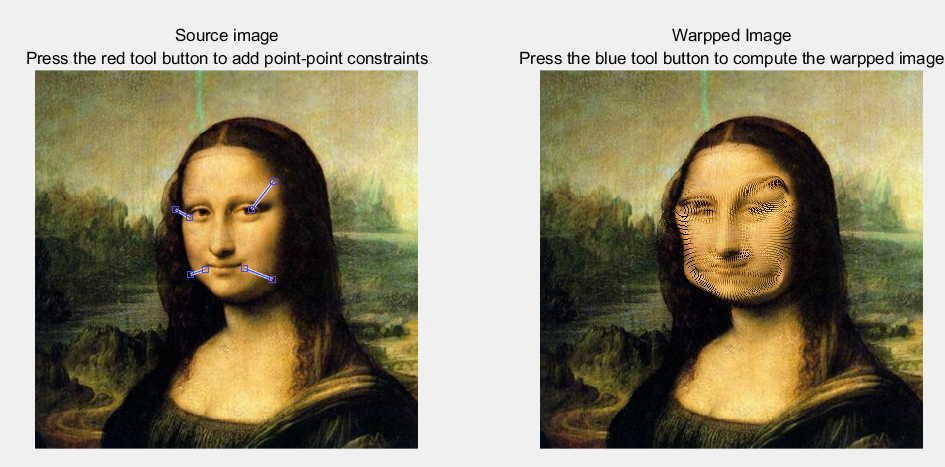 Source image
Press the red tool button to add point-point constraints
Warpped Image
Press the blue tool button to compute the warpped image